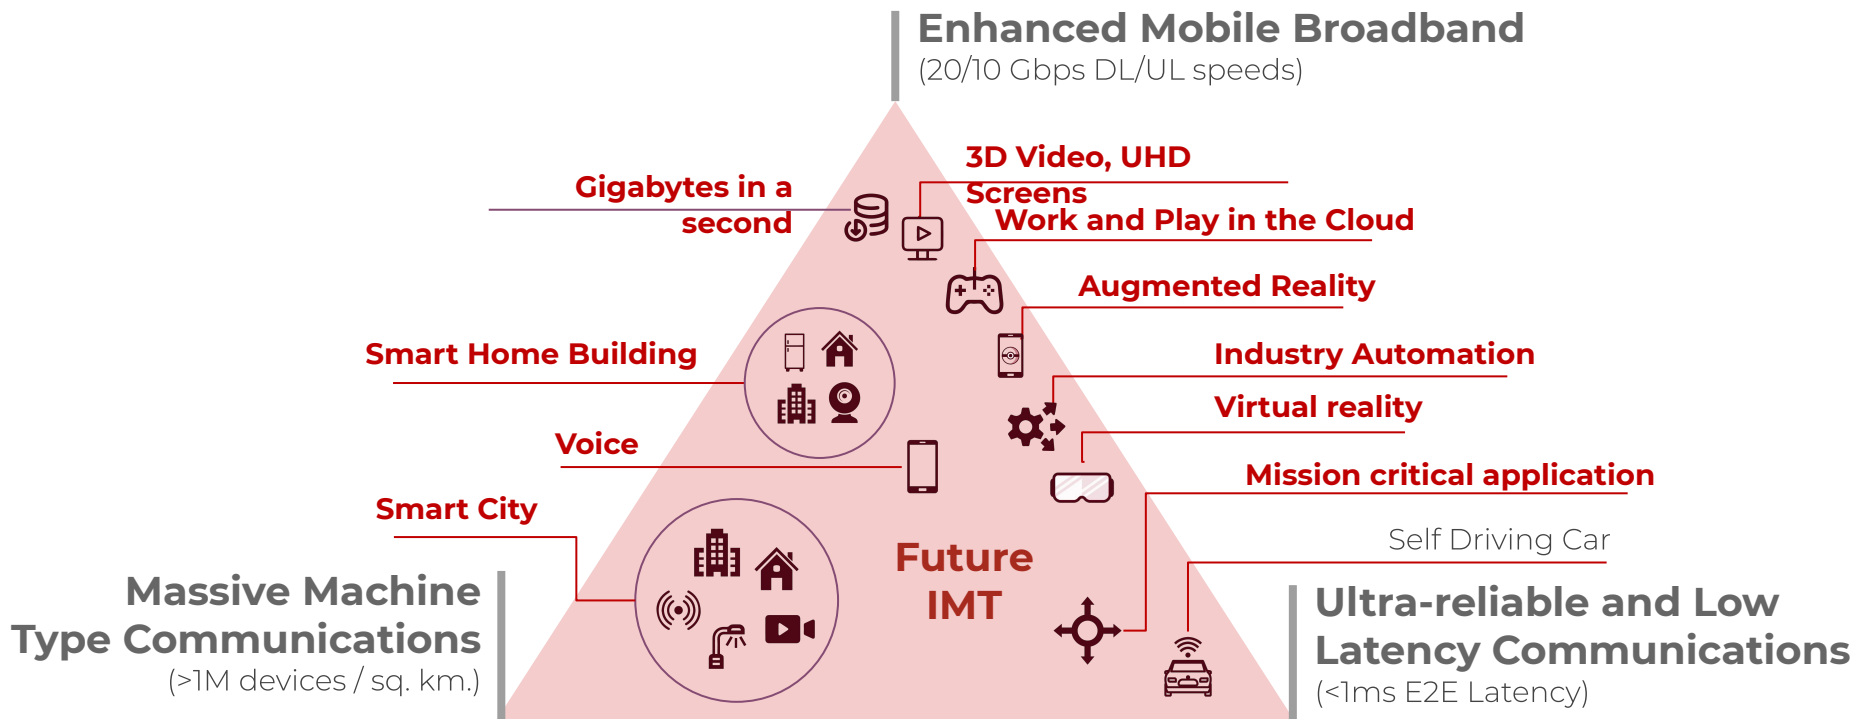 Enhanced Mobile Broadband
(20/10 Gbps DL/UL speeds)
3D Video, UHD
Screens
Gigabytes in a
second
Work and Play in the Cloud
Augmented Reality
Smart Home Building
Industry Automation
Virtual reality
Voice
Mission critical application
Smart City
Self Driving Car
Future
IMT
Massive Machine
Type Communications
(>1M devices / sq. km.)
Ultra-reliable and Low
Latency Communications
(<1ms E2E Latency)